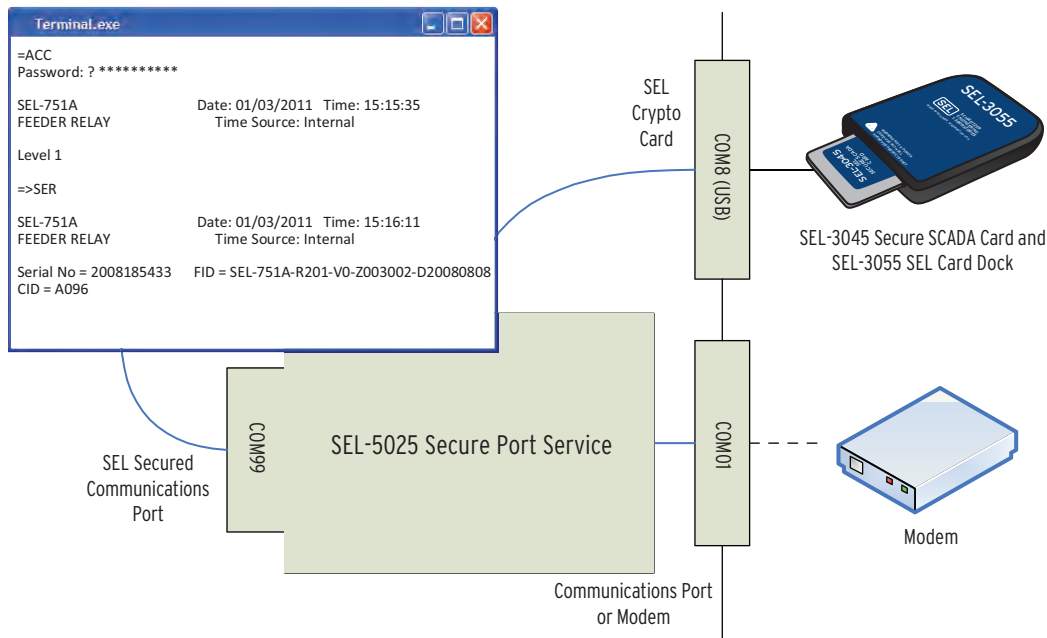 Terminal.exe
=ACC
Password: ? **********
SEL-751A Date: 01/03/2011 Time: 15:15:35
FEEDER RELAY Time Source: Internal
Level 1
=>SER
SEL-751A Date: 01/03/2011 Time: 15:16:11
FEEDER RELAY Time Source: Internal
Serial No = 2008185433 FID = SEL-751A-R201-V0-Z003002-D20080808
CID = A096
SEL
Crypto
Card
COM8 (USB)
SEL-3055
SEL
SEL-3045
SEL-3045 Secure SCADA Card and
SEL-3055 SEL Card Dock
COM99
SEL-5025 Secure Port Service
COM01
SEL Secured
Communications
Port
Modem
Communications Port
or Modem